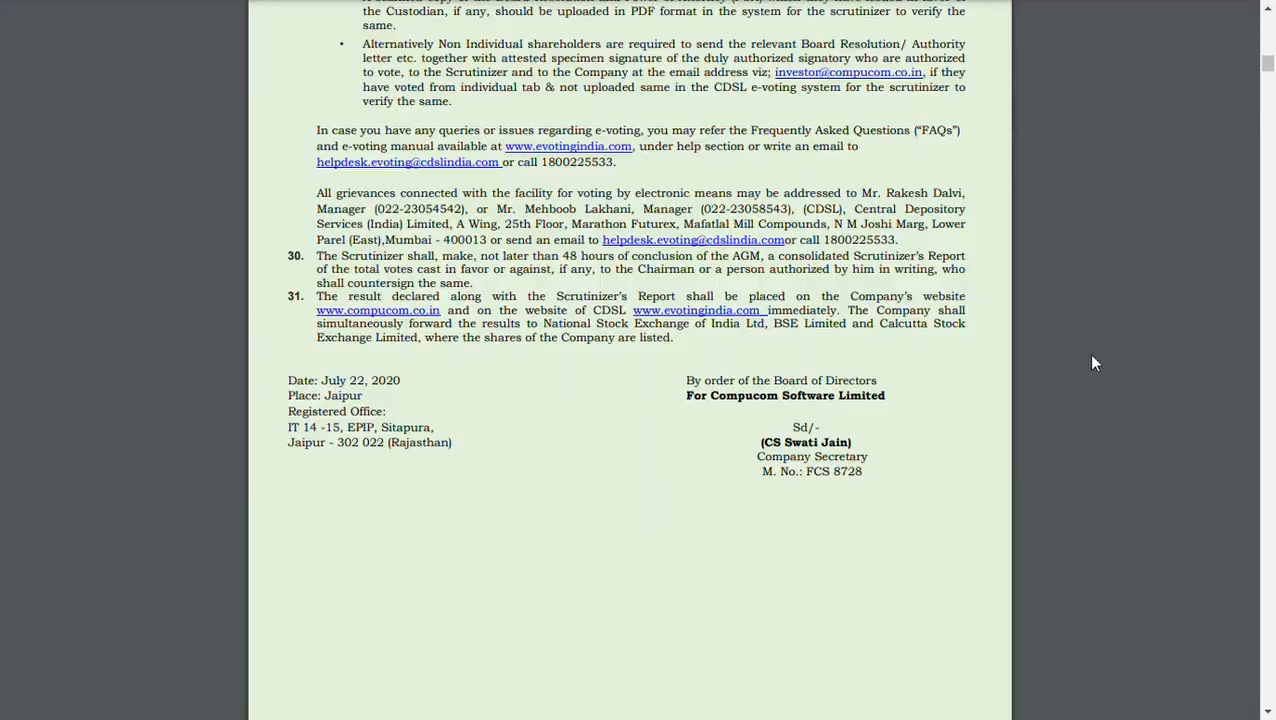 the Custodian, if any, should be uploaded in PDF format in the system for the scrutinizer to verify the
same.
• Alternatively Non Individual shareholders are required to send the relevant Board Resolution/ Authority
letter etc. together with attested specimen signature of the duly authorized signatory who are authorized
to vote, to the Scrutinizer and to the Company at the email address viz; investor@compucom.co.in, if they
have voted from individual tab & not uploaded same in the CDSL e-voting system for the scrutinizer to
verify the same.
In case you have any queries or issues regarding e-voting, you may refer the Frequently Asked Questions (“FAQs”)
and e-voting manual available at www.evotingindia.com, under help section or write an email to
helpdesk.evoting@cdslindia.com or call 1800225533.
All grievances connected with the facility for voting by electronic means may be addressed to Mr. Rakesh Dalvi,
Manager (022-23054542), or Mr. Mehboob Lakhani, Manager (022-23058543), (CDSL), Central Depository
Services (India) Limited, A Wing, 25th Floor, Marathon Futurex, Mafatlal Mill Compounds, N M Joshi Marg, Lower
Parel (East),Mumbai - 400013 or send an email to helpdesk.evoting@cdslindia.comor call 1800225533.
30. The Scrutinizer shall, make, not later than 48 hours of conclusion of the AGM, a consolidated Scrutinizer’s Report
of the total votes cast in favor or against, if any, to the Chairman or a person authorized by him in writing, who
shall countersign the same.
31. The result declared along with the Scrutinizer’s Report shall be placed on the Company’s website
www.compucom.co.in and on the website of CDSL www.evotingindia.com immediately. The Company shall
simultaneously forward the results to National Stock Exchange of India Ltd, BSE Limited and Calcutta Stock
Exchange Limited, where the shares of the Company are listed.
Date: July 22, 2020
Place: Jaipur
Registered Office:
IT 14 -15, EPIP, Sitapura,
Jaipur - 302 022 (Rajasthan)
By order of the Board of Directors
For Compucom Software Limited
Sd/-
(CS Swati Jain)
Company Secretary
M. No.: FCS 8728